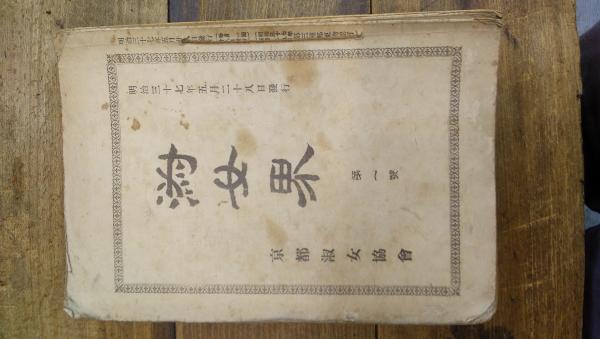 明治三十七年五月二十八日發行
淑女界
第一號
京都淑女協會